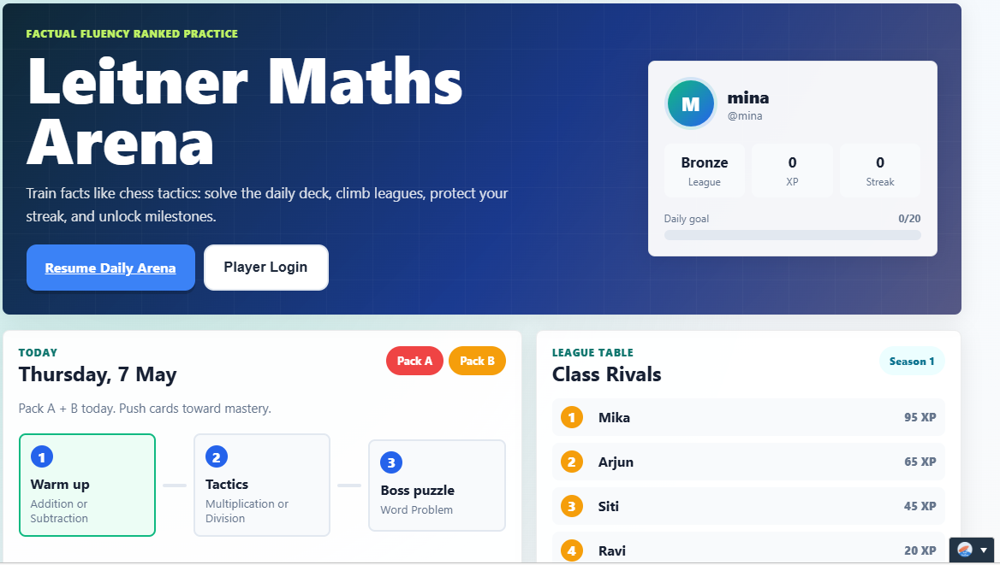 FACTUAL FLUENCY RANKED PRACTICE
Leitner Maths
Arena
Train facts like chess tactics: solve the daily deck, climb leagues, protect your
streak, and unlock milestones.
Resume Daily Arena
Player Login
M
mina
@mina
Bronze
League
0
XP
0
Streak
Daily goal
0/20
TODAY
Thursday, 7 May
Pack A
Pack B
Pack A + B today. Push cards toward mastery.
1
Warm up
Addition or
Subtraction
2
Tactics
Multiplication or
Division
3
Boss puzzle
Word Problem
LEAGUE TABLE
Class Rivals
Season 1
1 Mika 95 XP
2 Arjun 65 XP
3 Siti 45 XP
4 Ravi 20 XP